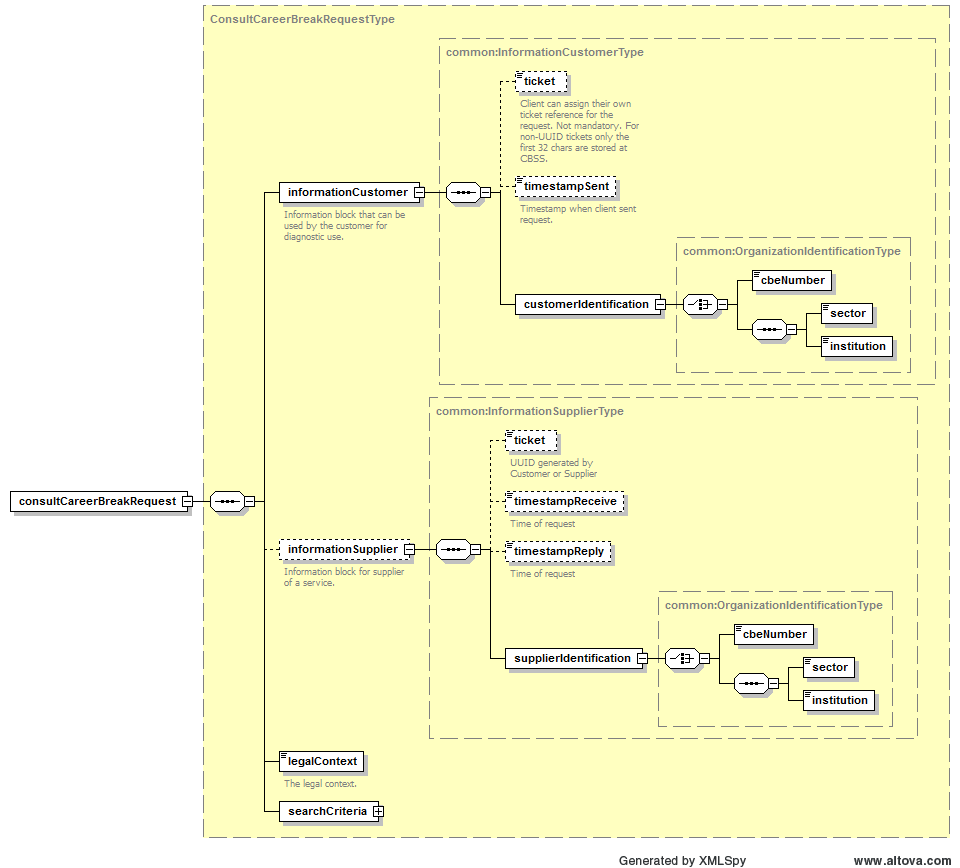 ConsultCareerBreakRequestType
common:InformationCustomerType
ticket
Client can assign their own
ticket reference for the
request. Not mandatory. For
non-UUID tickets only the
first 32 chars are stored at
CBSS.
timestampSent
Timestamp when client sent
request.
informationCustomer
Information block that can be
used by the customer for
diagnostic use.
common:OrganizationIdentificationType
cbeNumber
customerIdentification
sector
institution
common:InformationSupplierType
ticket
UUID generated by
Customer or Supplier
timestampReceive
Time of request
consultCareerBreakRequest
informationSupplier
Information block for supplier
of a service.
timestampReply
Time of request
common:OrganizationIdentificationType
cbeNumber
supplierIdentification
sector
institution
legalContext
The legal context.
searchCriteria
Generated by XMLSpy
www.altova.com